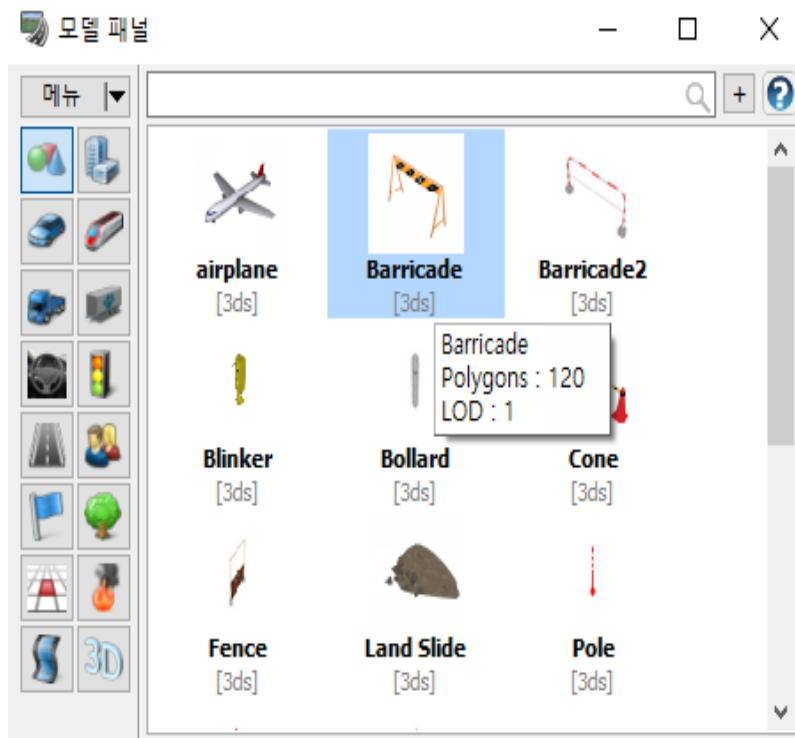 모델 패널
메뉴
+
?
airplane
Barricade
Barricade2
[3ds]
[3ds]
[3ds]
Barricade
Polygons : 120
LOD : 1
Blinker
Bollard
Cone
[3ds]
[3ds]
[3ds]
Fence
Land Slide
Pole
[3ds]
[3ds]
[3ds]
3D